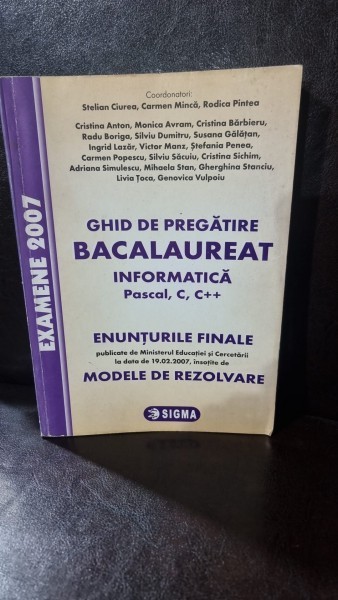 Coordonatori:
Stelian Ciurea, Carmen Mincă, Rodica Pintea
Cristina Anton, Monica Avram, Cristina Bărbieru,
Radu Boriga, Silviu Dumitru, Susana Gălățan,
Ingrid Lazăr, Victor Manz, Ștefania Penea,
Carmen Popescu, Silviu Săcuiu, Cristina Sichim,
Adriana Simulescu, Mihaela Stan, Gherghina Stanciu,
Livia Țoca, Genovica Vulpoiu
EXAMENE 2007
GHID DE PREGĂTIRE
BACALAUREAT
INFORMATICĂ
Pascal, C, C++
ENUNȚURILE FINALE
publicate de Ministerul Educației și Cercetării
la data de 19.02.2007, însoțite de
MODELE DE REZOLVARE
SIGMA